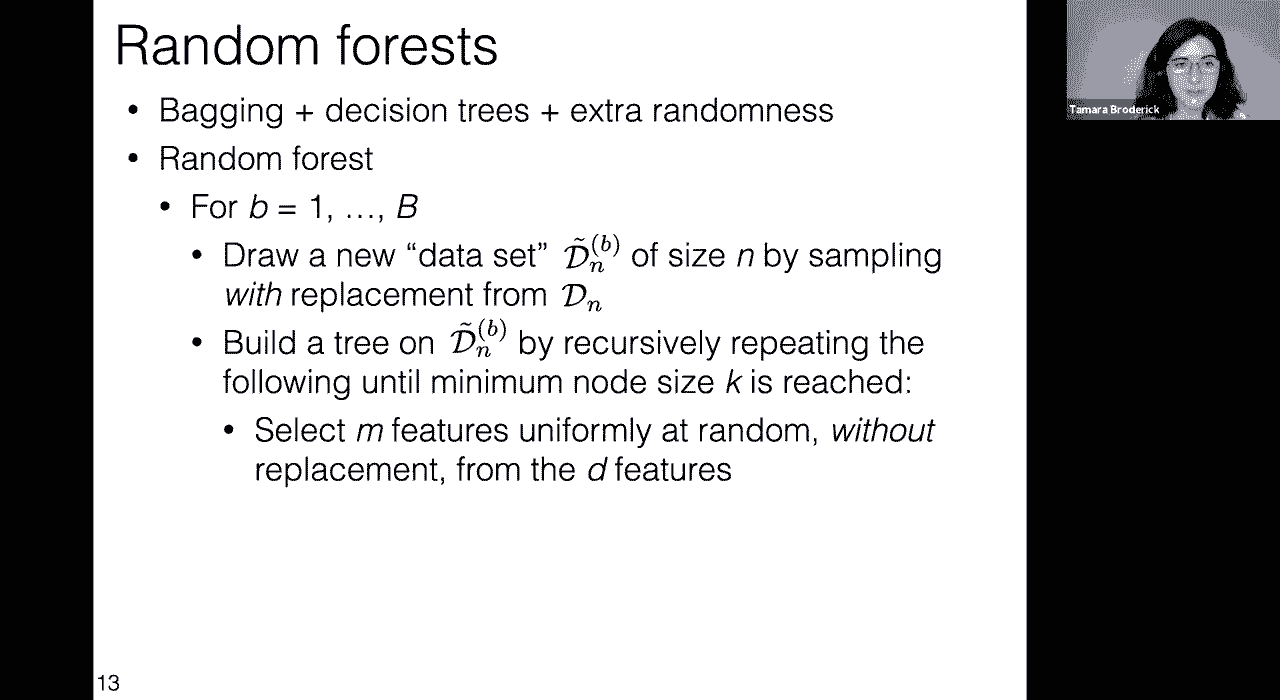 Random forests
• Bagging + decision trees + extra randomness
• Random forest
• For b = 1, …, B
• Draw a new “data set” $\tilde{\mathcal{D}}_n^{(b)}$ of size n by sampling
with replacement from $\mathcal{D}_n$
• Build a tree on $\tilde{\mathcal{D}}_n^{(b)}$ by recursively repeating the
following until minimum node size k is reached:
• Select m features uniformly at random, without
replacement, from the d features
13
Tamara Broderick